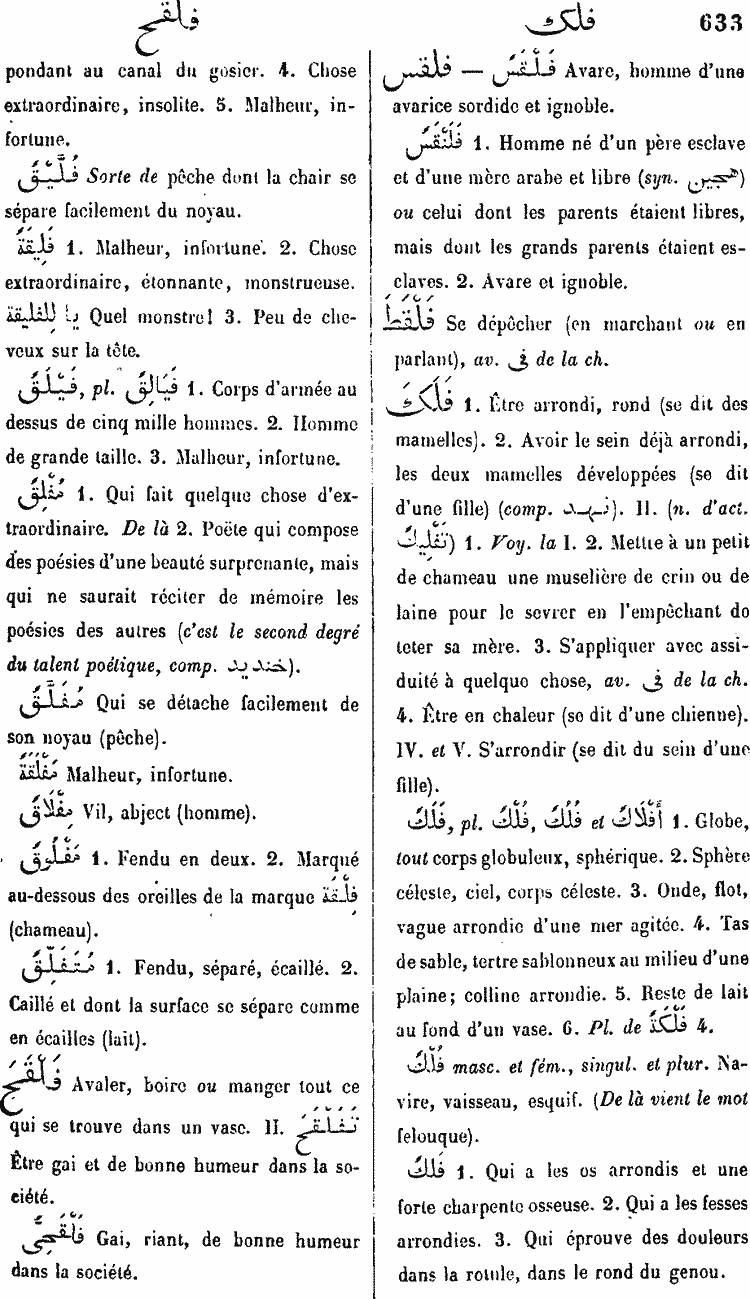 فلقح
فلك
633
pondant au canal du gosier. 4. Chose
extraordinaire, insolite. 5. Malheur, in-
fortune.
فُلَّيْقٌ Sorte de pêche dont la chair se
sépare facilement du noyau.
فَلِيقَةٌ 1. Malheur, infortune. 2. Chose
extraordinaire, étonnante, monstrueuse.
يا للفليقة Quel monstre! 3. Peu de che-
veux sur la tête.
فَيْلَقٌ, pl. فَيَالِقُ 1. Corps d'armée au
dessus de cinq mille hommes. 2. Homme
de grande taille. 3. Malheur, infortune.
مُفْلِقٌ 1. Qui fait quelque chose d'ex-
traordinaire. De là 2. Poëte qui compose
des poésies d'une beauté surprenante, mais
qui ne saurait réciter de mémoire les
poésies des autres (c'est le second degré
du talent poétique, comp. خنديد).
مُفَلَّقٌ Qui se détache facilement de
son noyau (pêche).
مَفْلَقَةٌ Malheur, infortune.
مِفْلَاقٌ Vil, abject (homme).
مَفْلُوقٌ 1. Fendu en deux. 2. Marqué
au-dessous des oreilles de la marque فلقة
(chameau).
مُتَفَلِّقٌ 1. Fendu, séparé, écaillé. 2.
Caillé et dont la surface se sépare comme
en écailles (lait).
فَلْقَحَ Avaler, boire ou manger tout ce
qui se trouve dans un vase. II. تَفَلْقَحَ
Être gai et de bonne humeur dans la so-
ciété.
فَلْقَحِىٌّ Gai, riant, de bonne humeur
dans la société.
فلقس — فَلْقَسٌ Avare, homme d'une
avarice sordide et ignoble.
فَلَنْقَسٌ 1. Homme né d'un père esclave
et d'une mère arabe et libre (syn. هجين)
ou celui dont les parents étaient libres,
mais dont les grands parents étaient es-
claves. 2. Avare et ignoble.
فَلْقَطَ Se dépêcher (en marchant ou en
parlant), av. فى de la ch.
فَلَكَ 1. Être arrondi, rond (se dit des
mamelles). 2. Avoir le sein déjà arrondi,
les deux mamelles développées (se dit
d'une fille) (comp. نهد). II. (n. d'act.
تَفْلِيكٌ) 1. Voy. la I. 2. Mettre à un petit
de chameau une muselière de crin ou de
laine pour le sevrer en l'empêchant de
teter sa mère. 3. S'appliquer avec assi-
duité à quelque chose, av. فى de la ch.
4. Être en chaleur (se dit d'une chienne).
IV. et V. S'arrondir (se dit du sein d'une
fille).
فَلَكٌ, pl. فُلْكٌ, فُلُكٌ et أَفْلَاكٌ 1. Globe,
tout corps globuleux, sphérique. 2. Sphère
céleste, ciel, corps céleste. 3. Onde, flot,
vague arrondie d'une mer agitée. 4. Tas
de sable, tertre sablonneux au milieu d'une
plaine; colline arrondie. 5. Reste de lait
au fond d'un vase. 6. Pl. de فَلْكَةٌ 4.
فُلْكٌ masc. et fém., singul. et plur. Na-
vire, vaisseau, esquif. (De là vient le mot
felouque).
فَلِكٌ 1. Qui a les os arrondis et une
forte charpente osseuse. 2. Qui a les fesses
arrondies. 3. Qui éprouve des douleurs
dans la rotule, dans le rond du genou.